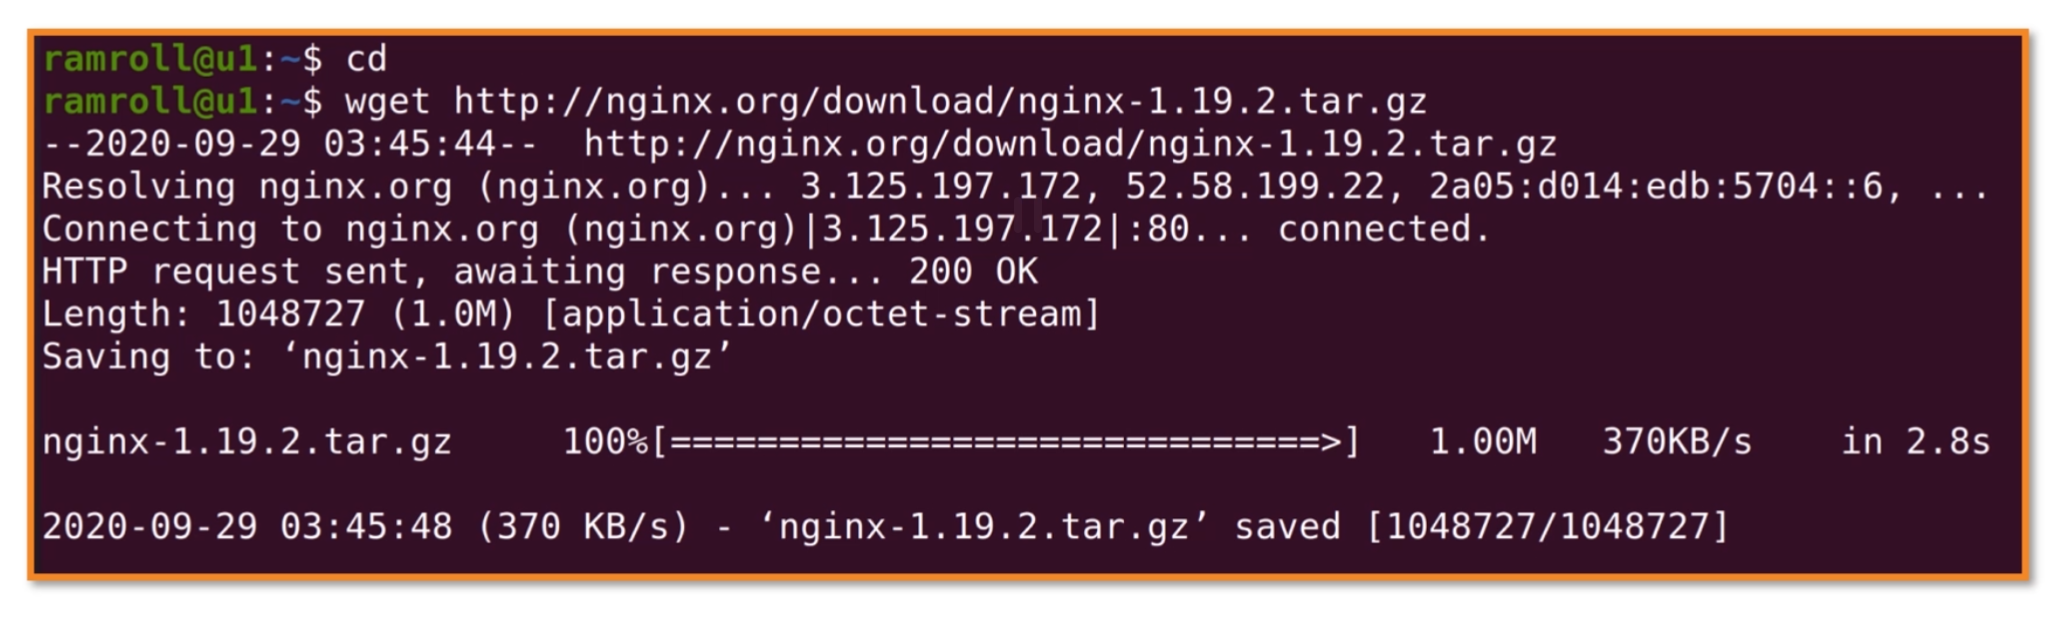 ramroll@u1:~$ cd
ramroll@u1:~$ wget http://nginx.org/download/nginx-1.19.2.tar.gz
--2020-09-29 03:45:44--  http://nginx.org/download/nginx-1.19.2.tar.gz
Resolving nginx.org (nginx.org)... 3.125.197.172, 52.58.199.22, 2a05:d014:edb:5704::6, ...
Connecting to nginx.org (nginx.org)|3.125.197.172|:80... connected.
HTTP request sent, awaiting response... 200 OK
Length: 1048727 (1.0M) [application/octet-stream]
Saving to: ‘nginx-1.19.2.tar.gz’
nginx-1.19.2.tar.gz     100%[==============================>]   1.00M   370KB/s    in 2.8s
2020-09-29 03:45:48 (370 KB/s) - ‘nginx-1.19.2.tar.gz’ saved [1048727/1048727]